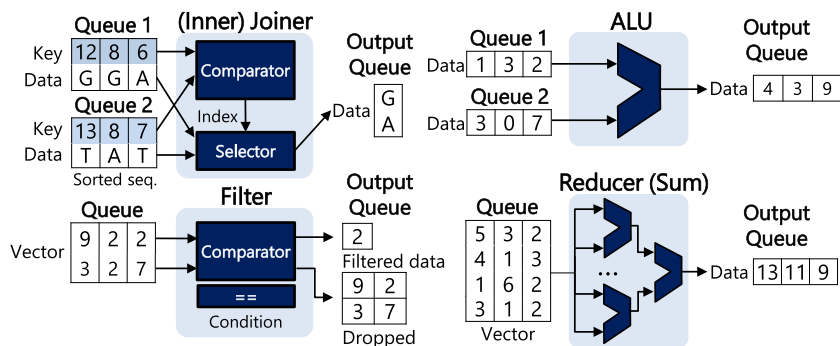 (Inner) Joiner
Queue 1
Key 12 8 6
Data G G A
Queue 2
Key 13 8 7
Data T A T
Sorted seq.
Comparator
Index
Selector
Output
Queue
Data G
A
ALU
Queue 1
Data 1 3 2
Queue 2
Data 3 0 7
Output
Queue
Data 4 3 9
Filter
Queue
Vector
9 2 2
3 2 7
Comparator
==
Condition
Output
Queue
2
Filtered data
9 2
3 7
Dropped
Reducer (Sum)
Queue
5 3 2
4 1 3
1 6 2
3 1 2
Vector
...
Output
Queue
Data 13 11 9